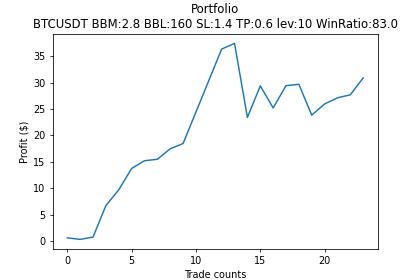 Portfolio
BTCUSDT BBM:2.8 BBL:160 SL:1.4 TP:0.6 lev:10 WinRatio:83.0
35
30
25
20
15
10
5
0
Profit ($)
0 5 10 15 20
Trade counts